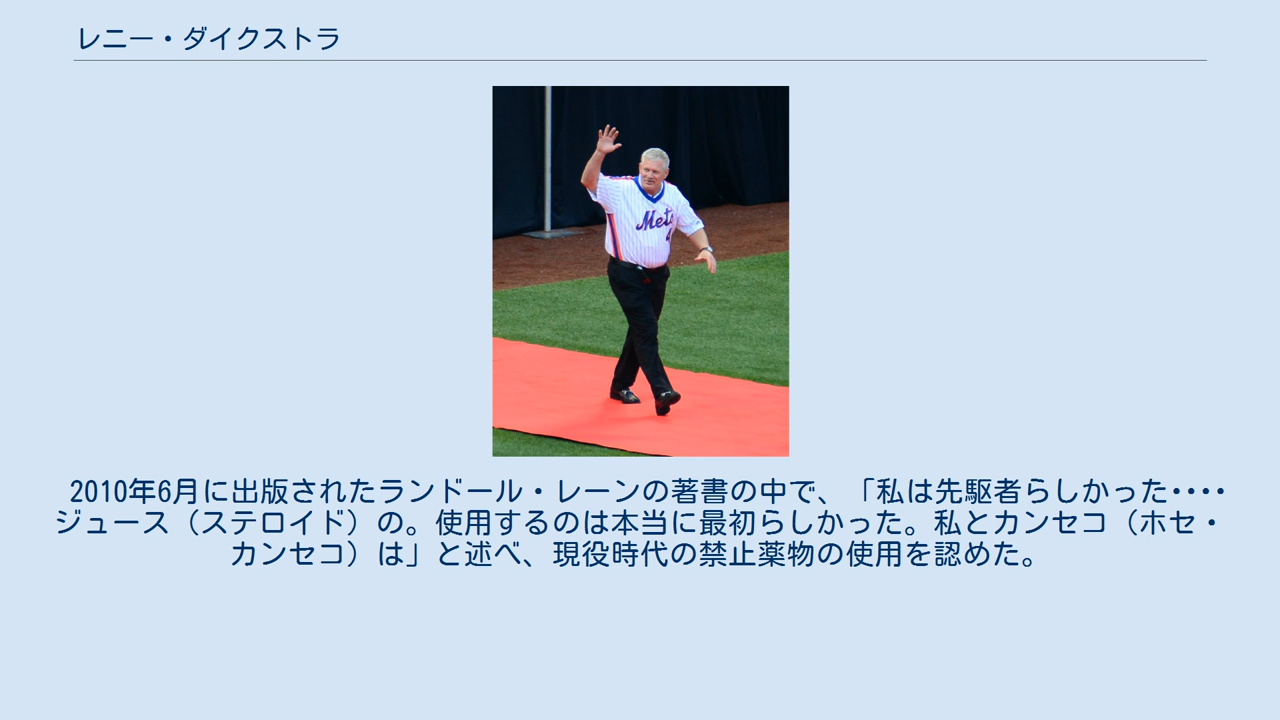 レニー・ダイクストラ
Mets
4
2010年6月に出版されたランドール・レーンの著書の中で、「私は先駆者らしかった････
ジュース（ステロイド）の。使用するのは本当に最初らしかった。私とカンセコ（ホセ・
カンセコ）は」と述べ、現役時代の禁止薬物の使用を認めた。